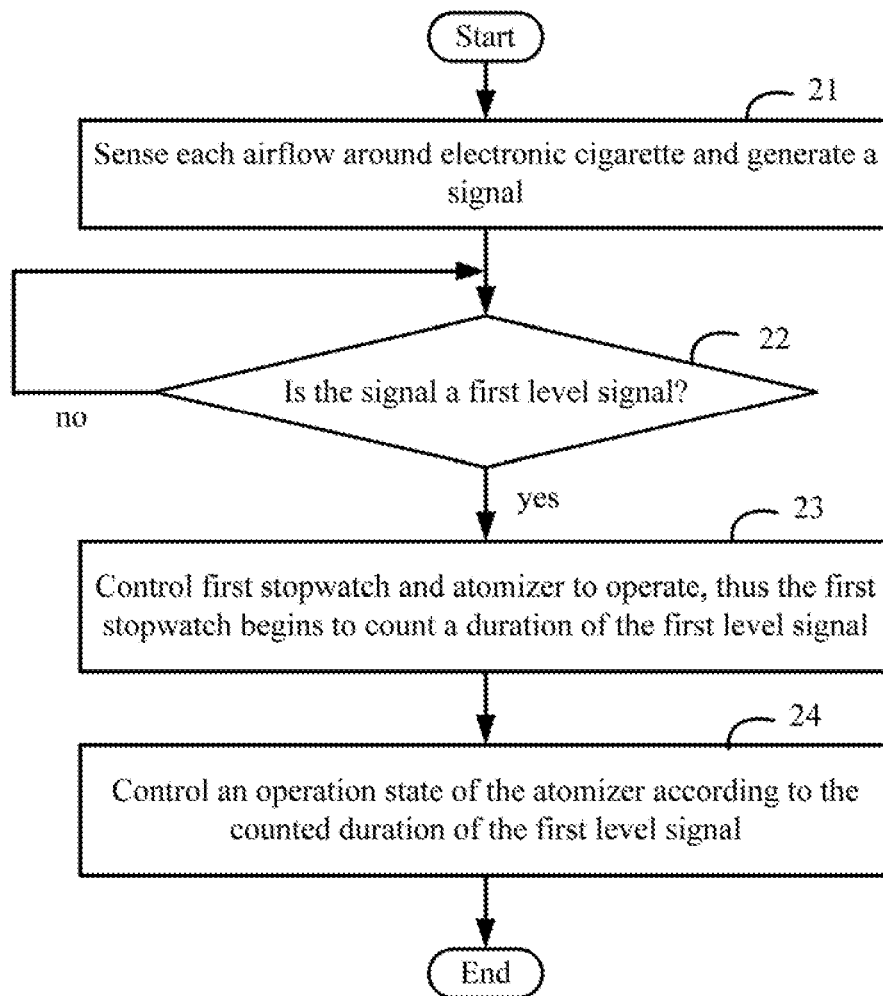 Start
21
Sense each airflow around electronic cigarette and generate a
signal
22
Is the signal a first level signal?
no
yes
23
Control first stopwatch and atomizer to operate, thus the first
stopwatch begins to count a duration of the first level signal
24
Control an operation state of the atomizer according to the
counted duration of the first level signal
End